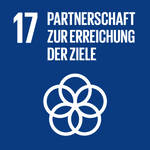 17 PARTNERSCHAFT
ZUR ERREICHUNG
DER ZIELE